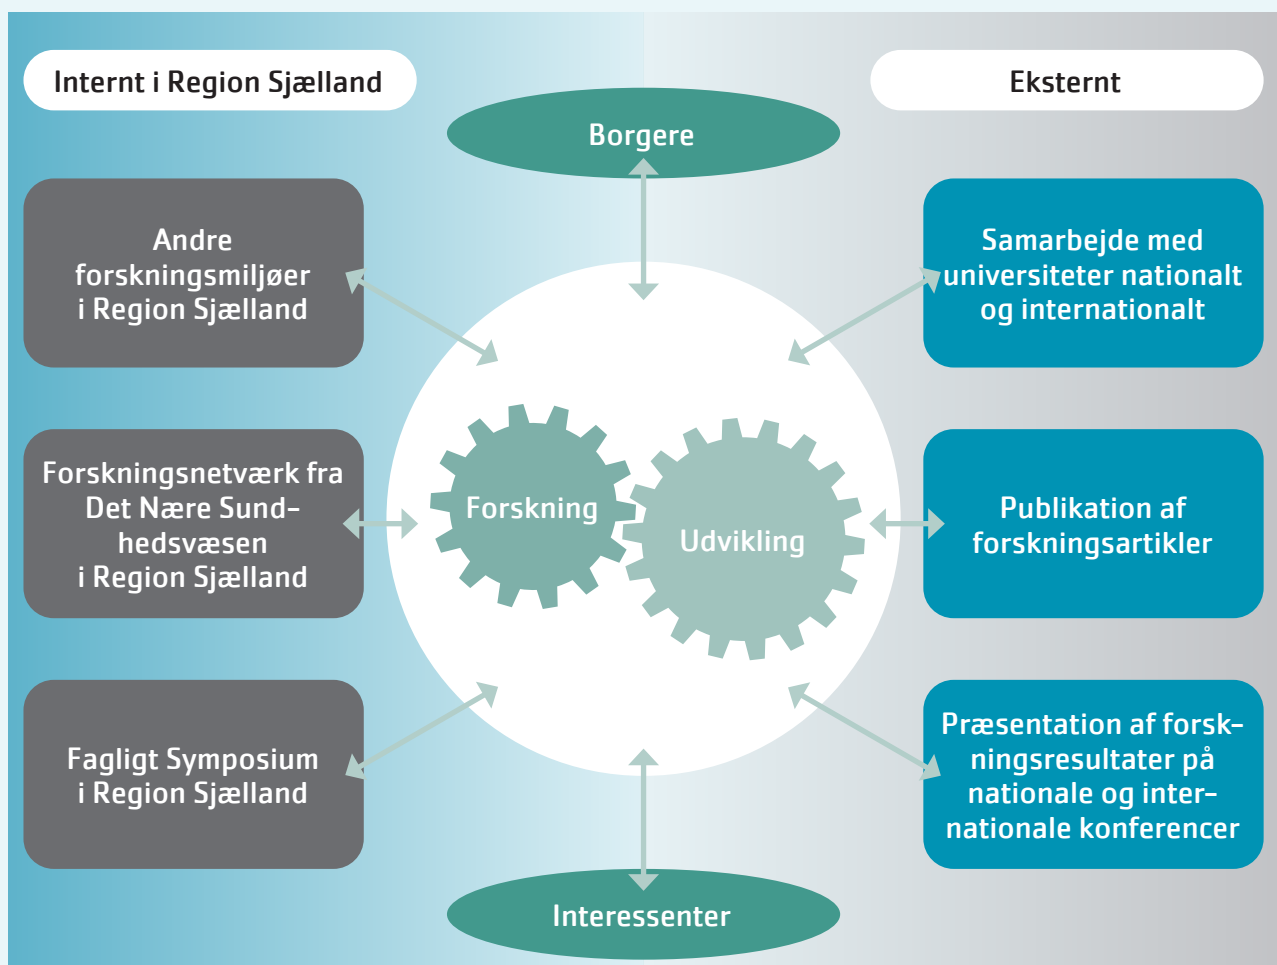 Internt i Region Sjælland
Eksternt
Borgere
Andre
forskningsmiljøer
i Region Sjælland
Samarbejde med
universiteter nationalt
og internationalt
Forskningsnetværk fra
Det Nære Sund-
hedsvæsen
i Region Sjælland
Forskning
Udvikling
Publikation af
forskningsartikler
Fagligt Symposium
i Region Sjælland
Præsentation af forsk-
ningsresultater på
nationale og inter-
nationale konferencer
Interessenter